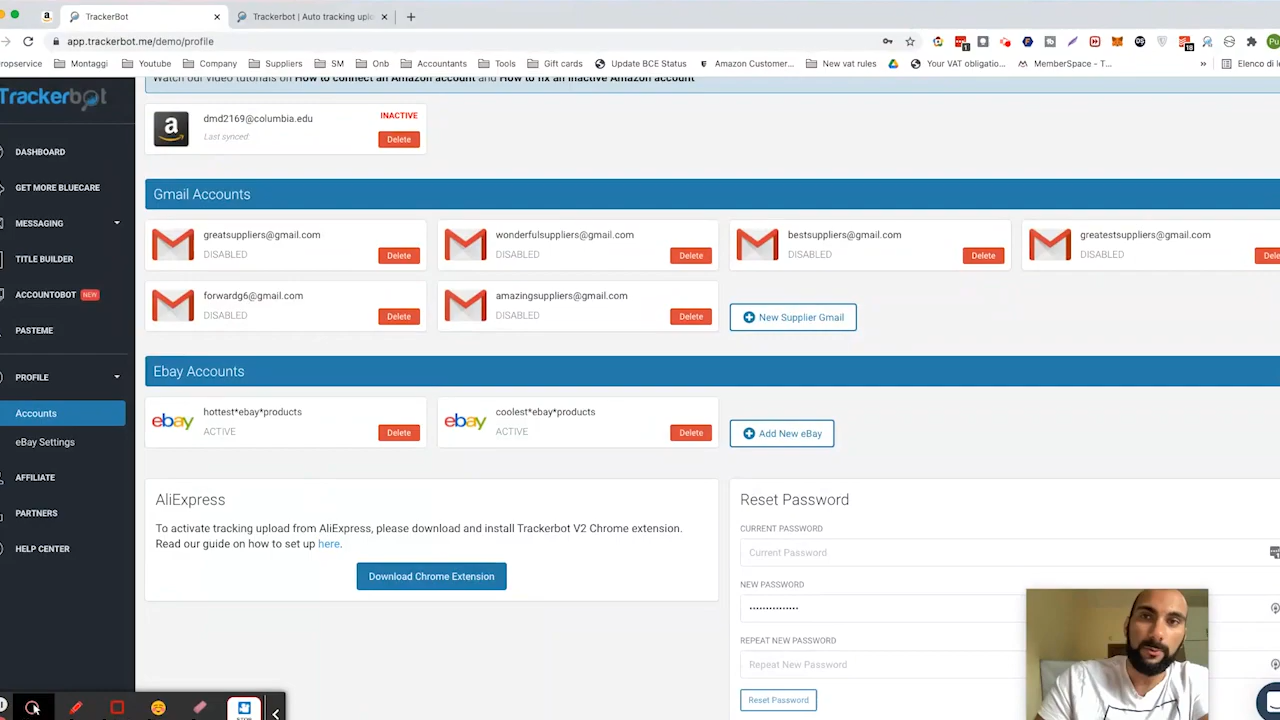 TrackerBot
Trackerbot | Auto tracking uplo
app.trackerbot.me/demo/profile
ropservice
Montaggi
Youtube
Company
Suppliers
SM
Onb
Accountants
Tools
Gift cards
Update BCE Status
Amazon Customer...
New vat rules
Your VAT obligatio...
MemberSpace - T...
»
Elenco di le
Watch our video tutorials on How to connect an Amazon account and How to fix an inactive Amazon account
Trackerbot
dmd2169@columbia.edu
INACTIVE
Last synced:
Delete
DASHBOARD
GET MORE BLUECARE
MESSAGING
TITLE BUILDER
ACCOUNTOBOT NEW
PASTEME
PROFILE
Accounts
eBay Settings
AFFILIATE
PARTNERS
HELP CENTER
Gmail Accounts
greatsuppliers@gmail.com
DISABLED
Delete
wonderfulsuppliers@gmail.com
DISABLED
Delete
bestsuppliers@gmail.com
DISABLED
Delete
greatestsuppliers@gmail.com
DISABLED
Dele
forwardg6@gmail.com
DISABLED
Delete
amazingsuppliers@gmail.com
DISABLED
Delete
New Supplier Gmail
Ebay Accounts
ebay
hottest*ebay*products
ACTIVE
Delete
ebay
coolest*ebay*products
ACTIVE
Delete
Add New eBay
AliExpress
To activate tracking upload from AliExpress, please download and install Trackerbot V2 Chrome extension.
Read our guide on how to set up here.
Download Chrome Extension
Reset Password
CURRENT PASSWORD
Current Password
NEW PASSWORD
REPEAT NEW PASSWORD
Repeat New Password
Reset Password